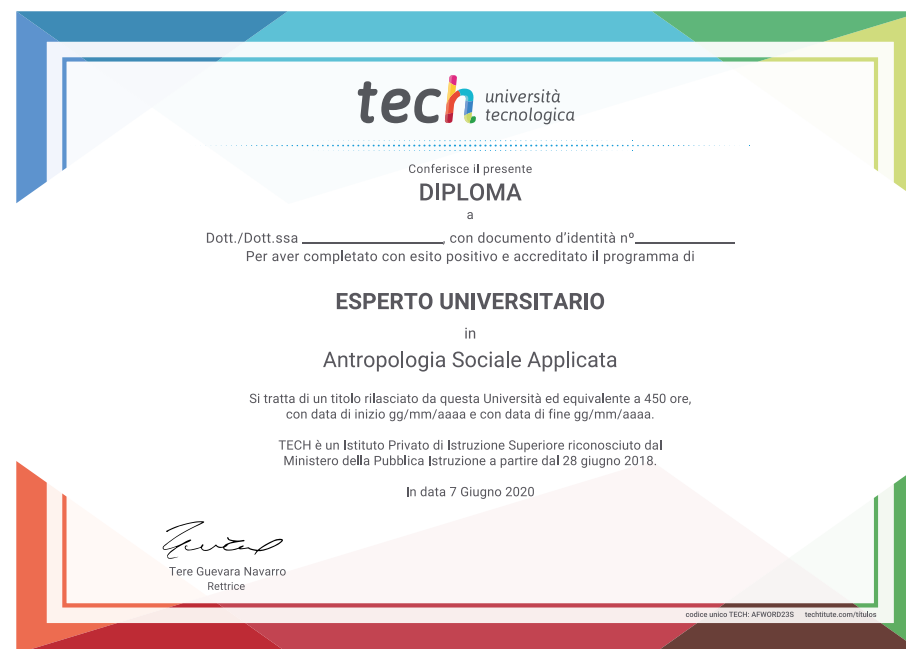 tech università
tecnologica
Conferisce il presente
DIPLOMA
a
Dott./Dott.ssa ____________________, con documento d'identità nº______________
Per aver completato con esito positivo e accreditato il programma di
ESPERTO UNIVERSITARIO
in
Antropologia Sociale Applicata
Si tratta di un titolo rilasciato da questa Università ed equivalente a 450 ore,
con data di inizio gg/mm/aaaa e con data di fine gg/mm/aaaa.
TECH è un Istituto Privato di Istruzione Superiore riconosciuto dal
Ministero della Pubblica Istruzione a partire dal 28 giugno 2018.
In data 7 Giugno 2020
Tere Guevara Navarro
Rettrice
codice unico TECH: AFWORD23S techtitute.com/titulos